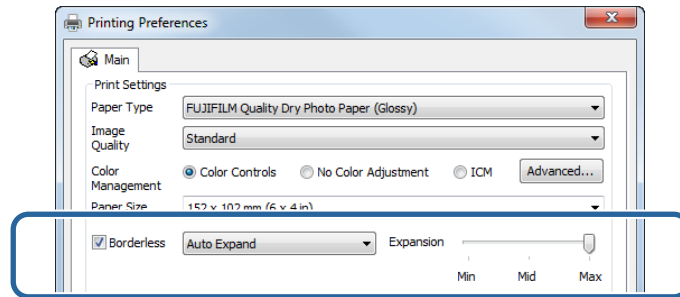 Printing Preferences
Main
Print Settings
Paper Type FUJIFILM Quality Dry Photo Paper (Glossy)
Image Quality Standard
Color Management Color Controls No Color Adjustment ICM Advanced...
Paper Size 152 x 102 mm (6 x 4 in)
Borderless Auto Expand Expansion
Min Mid Max